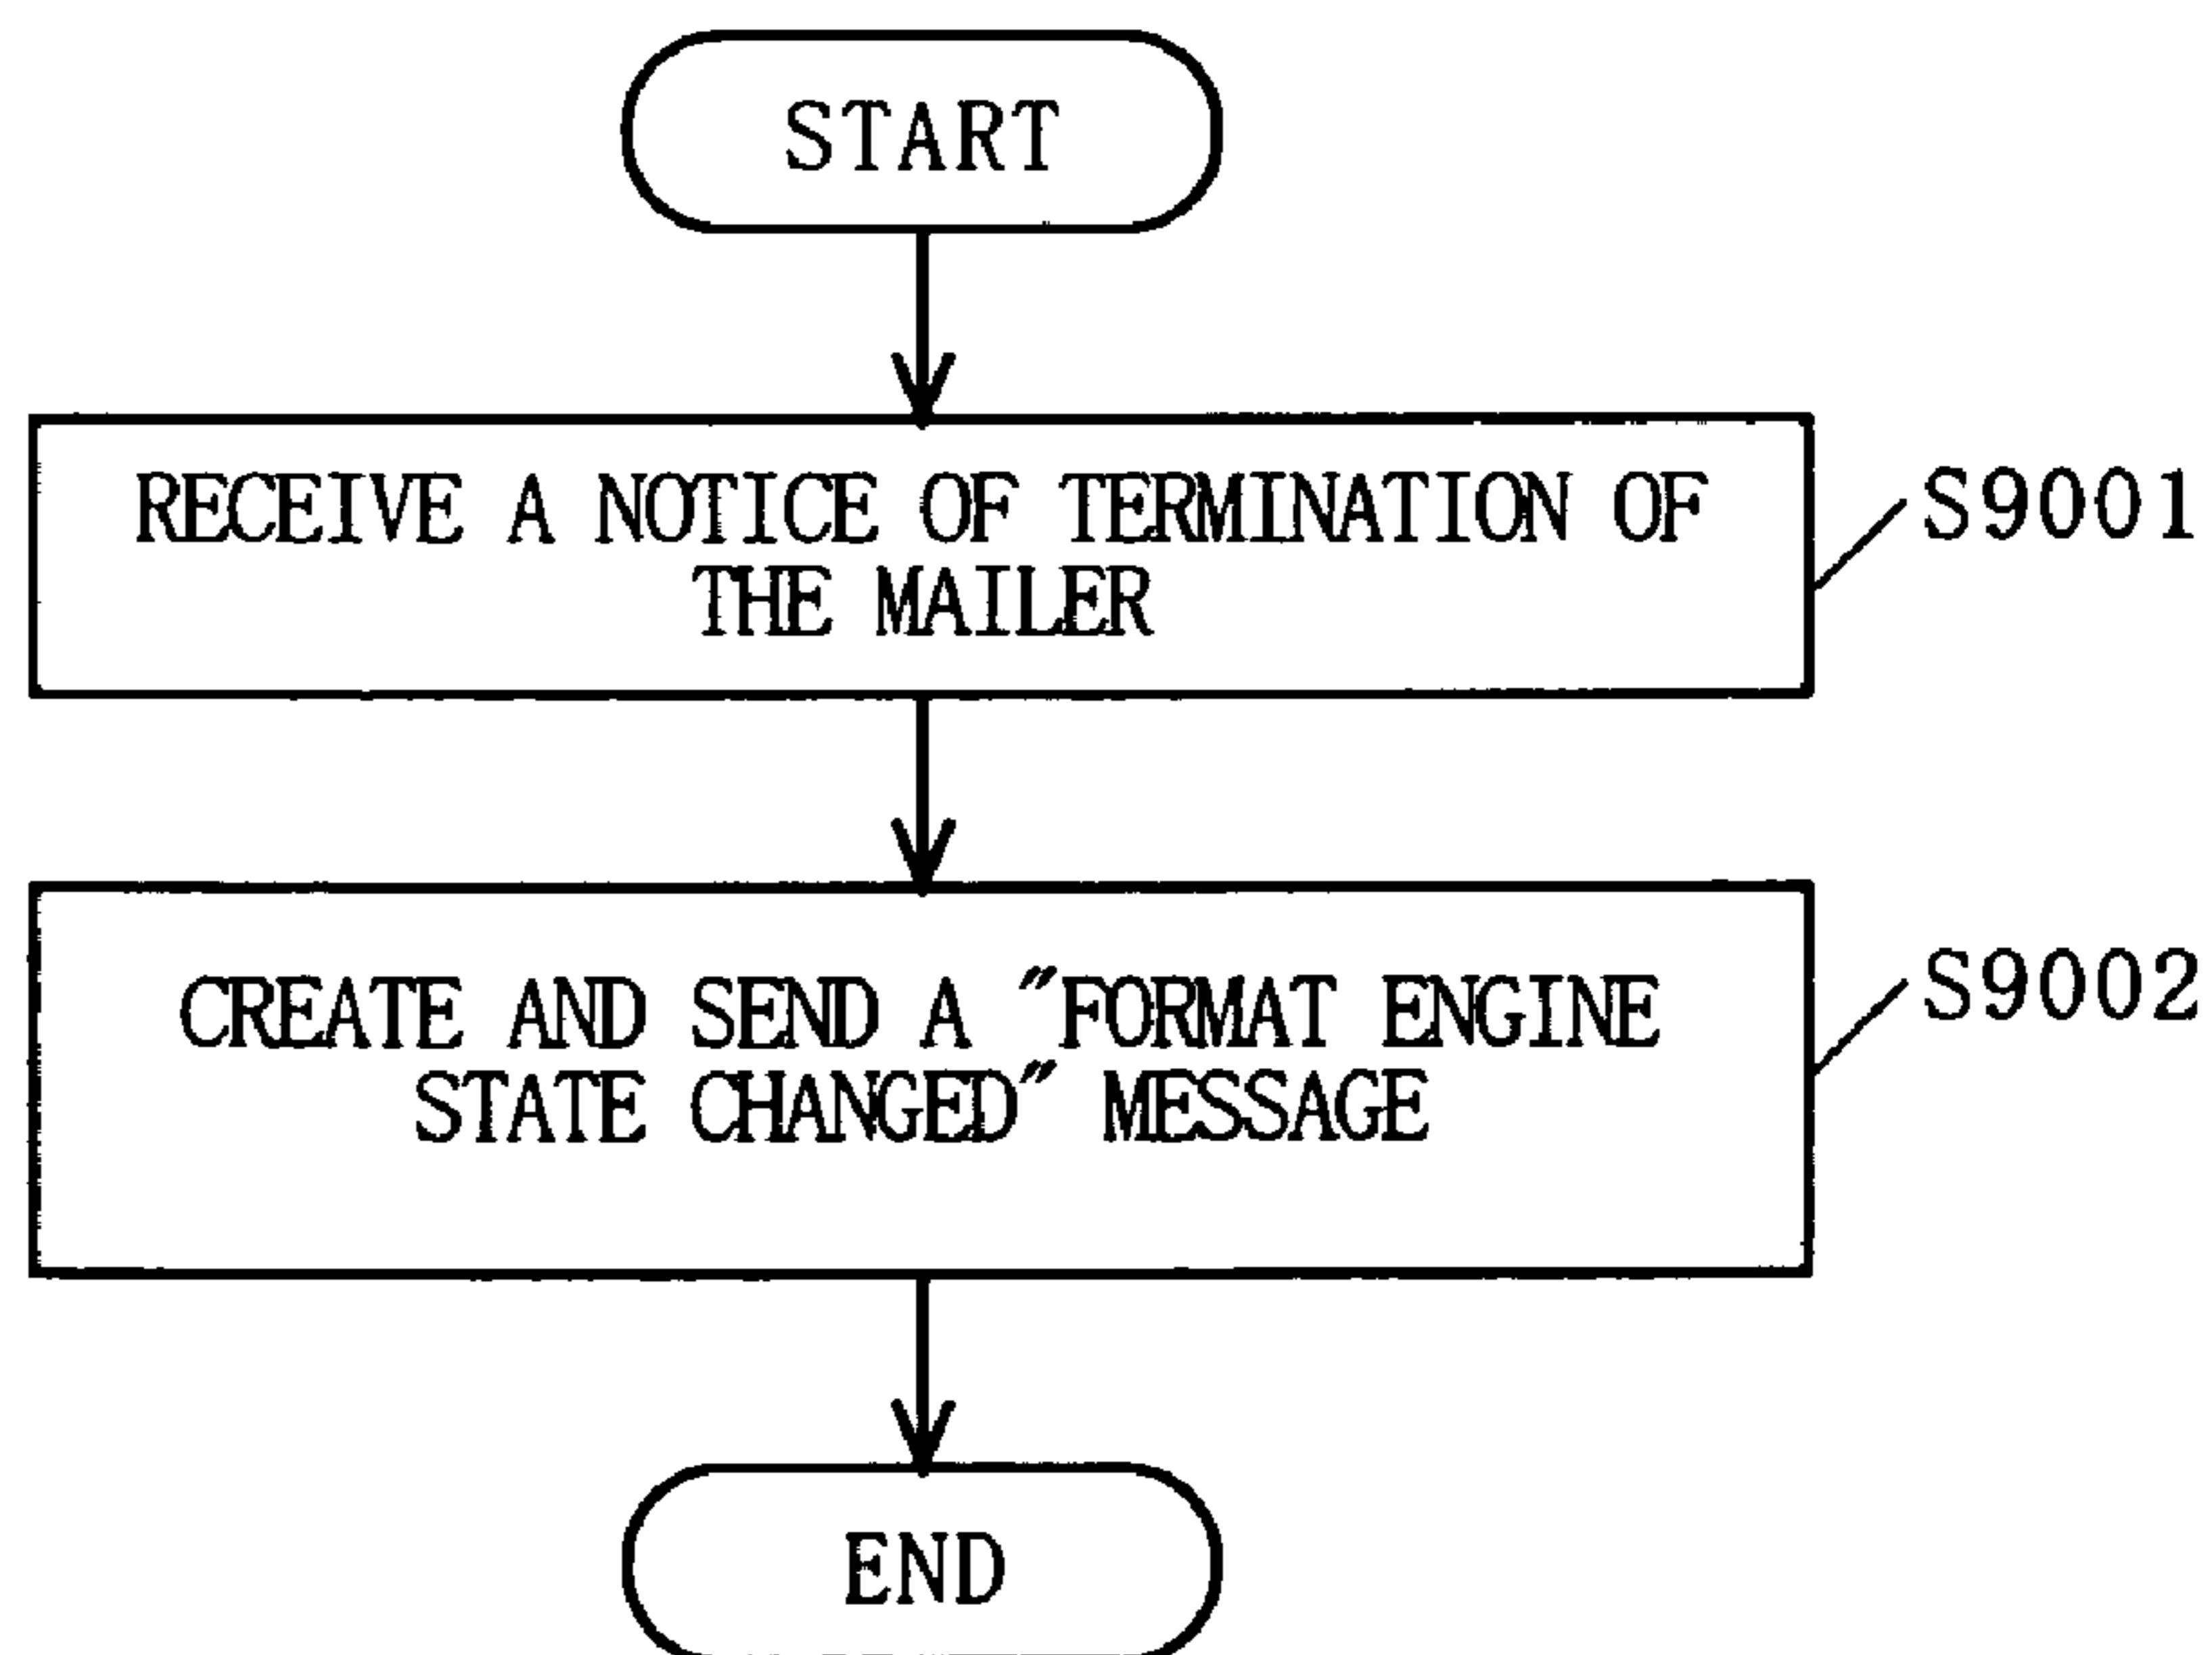 START
RECEIVE A NOTICE OF TERMINATION OF
THE MAILER
S9001
CREATE AND SEND A "FORMAT ENGINE
STATE CHANGED" MESSAGE
S9002
END